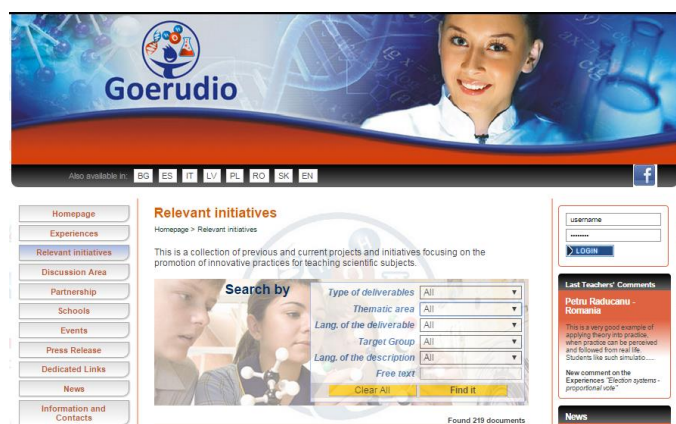 Goerudio
Also available in: BG ES IT LV PL RO SK EN
f
Homepage
Experiences
Relevant initiatives
Discussion Area
Partnership
Schools
Events
Press Release
Dedicated Links
News
Information and
Contacts
Relevant initiatives
Homepage > Relevant initiatives
This is a collection of previous and current projects and initiatives focusing on the
promotion of innovative practices for teaching scientific subjects.
Search by
Type of deliverables All
Thematic area All
Lang. of the deliverable All
Target Group All
Lang. of the description All
Free text
Clear All Find it
Found 219 documents
username
••••••••
LOGIN
Last Teachers' Comments
Petru Raducanu -
Romania
This is a very good example of
applying theory into practice,
when practice can be perceived
and followed from real life.
Students like such simulatio......
New comment on the
Experiences "Election systems -
proportional vote"
News